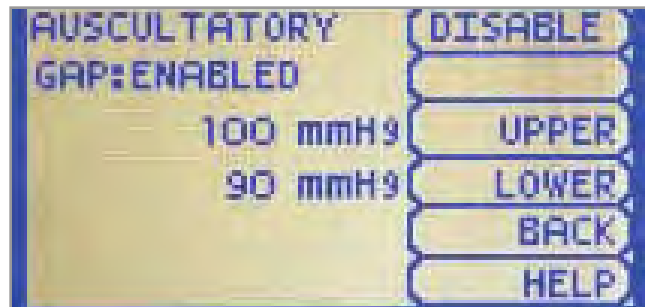 AUSCULTATORY DISABLE
GAP:ENABLED
100 mmHg UPPER
90 mmHg LOWER
BACK
HELP